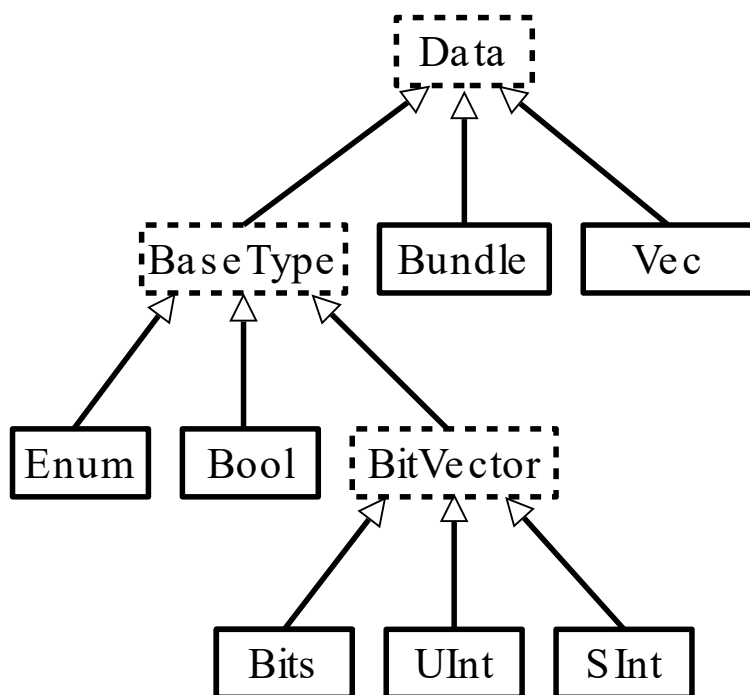 Data
BaseType
Bundle
Vec
Enum
Bool
BitVector
Bits
UInt
SInt